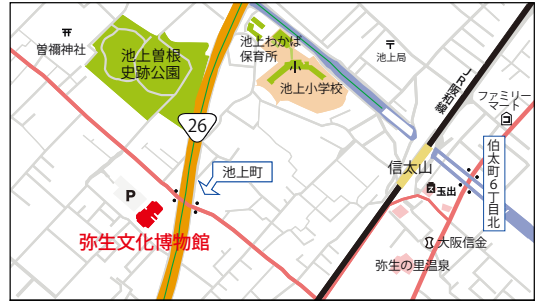 曽禰神社
池上曽根
史跡公園
池上わかば
保育所
小
池上小学校
〒
池上局
JR阪和線
ファミリー
マート
26
池上町
信太山
伯太町6丁目北
玉出
P
弥生文化博物館
大阪信金
弥生の里温泉